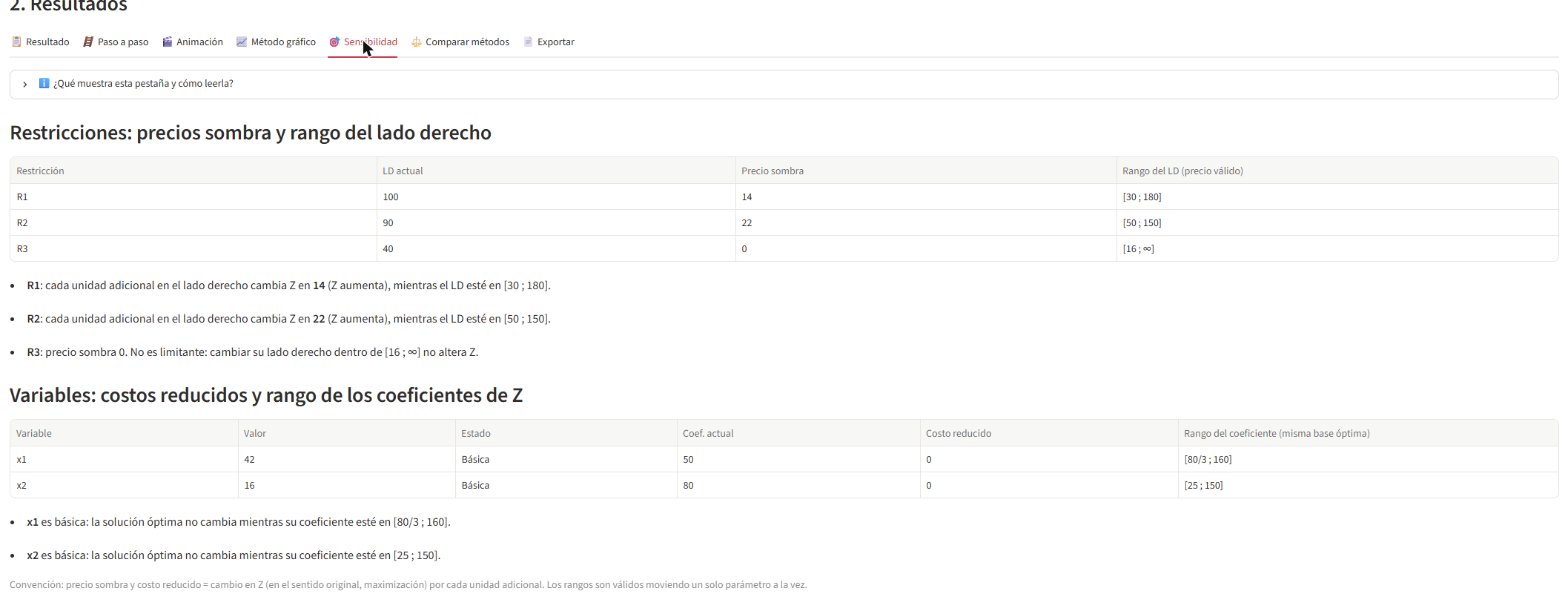 2. Resultados
📋 Resultado 🪜 Paso a paso 🎬 Animación 📈 Método gráfico 🎯 Sensibilidad ⚖️ Comparar métodos 📄 Exportar
› ℹ️ ¿Qué muestra esta pestaña y cómo leerla?
Restricciones: precios sombra y rango del lado derecho
Restricción LD actual Precio sombra Rango del LD (precio válido)
R1 100 14 [30 ; 180]
R2 90 22 [50 ; 150]
R3 40 0 [16 ; ∞]
• R1: cada unidad adicional en el lado derecho cambia Z en 14 (Z aumenta), mientras el LD esté en [30 ; 180].
• R2: cada unidad adicional en el lado derecho cambia Z en 22 (Z aumenta), mientras el LD esté en [50 ; 150].
• R3: precio sombra 0. No es limitante: cambiar su lado derecho dentro de [16 ; ∞] no altera Z.
Variables: costos reducidos y rango de los coeficientes de Z
Variable Valor Estado Coef. actual Costo reducido Rango del coeficiente (misma base óptima)
x1 42 Básica 50 0 [80/3 ; 160]
x2 16 Básica 80 0 [25 ; 150]
• x1 es básica: la solución óptima no cambia mientras su coeficiente esté en [80/3 ; 160].
• x2 es básica: la solución óptima no cambia mientras su coeficiente esté en [25 ; 150].
Convención: precio sombra y costo reducido = cambio en Z (en el sentido original, maximización) por cada unidad adicional. Los rangos son válidos moviendo un solo parámetro a la vez.